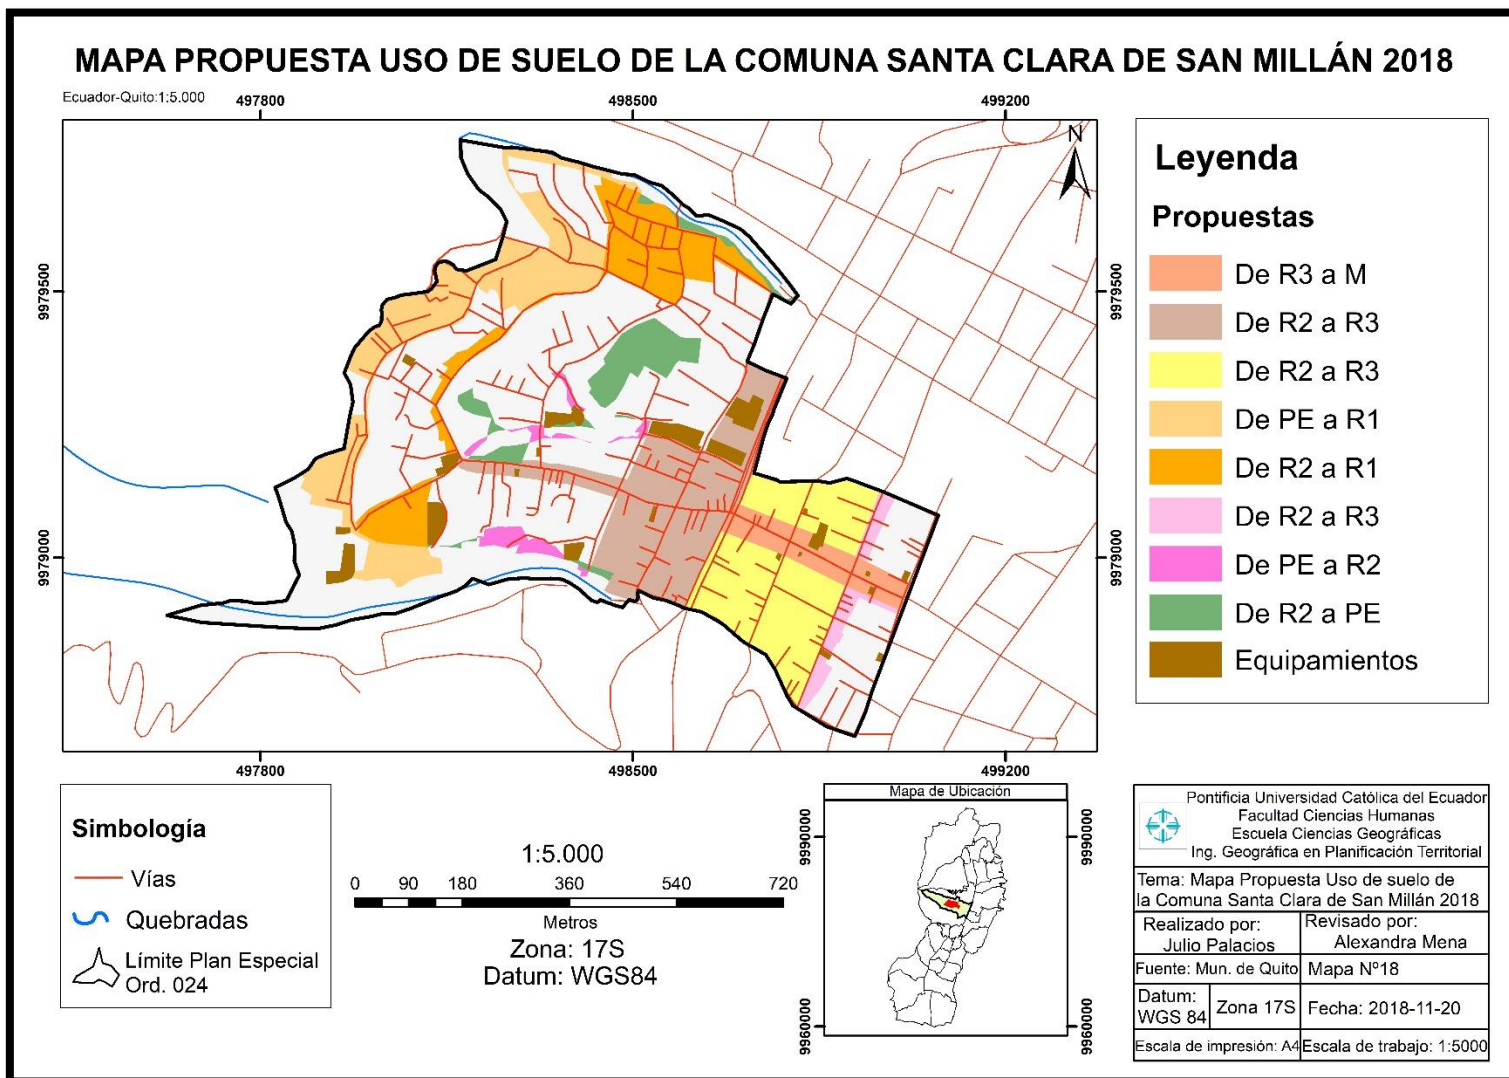 MAPA PROPUESTA USO DE SUELO DE LA COMUNA SANTA CLARA DE SAN MILLÁN 2018
Ecuador-Quito:1:5.000
497800
498500
499200
N
9979500
9979500
9979000
9979000
497800
498500
499200
Leyenda
Propuestas
De R3 a M
De R2 a R3
De R2 a R3
De PE a R1
De R2 a R1
De R2 a R3
De PE a R2
De R2 a PE
Equipamientos
Simbología
Vías
Quebradas
Límite Plan Especial
Ord. 024
1:5.000
0 90 180 360 540 720
Metros
Zona: 17S
Datum: WGS84
Mapa de Ubicación
9990000
9990000
9960000
9960000
Pontificia Universidad Católica del Ecuador
Facultad Ciencias Humanas
Escuela Ciencias Geográficas
Ing. Geográfica en Planificación Territorial
Tema: Mapa Propuesta Uso de suelo de
la Comuna Santa Clara de San Millán 2018
Realizado por:
Julio Palacios
Revisado por:
Alexandra Mena
Fuente: Mun. de Quito
Mapa Nº18
Datum:
WGS 84
Zona 17S
Fecha: 2018-11-20
Escala de impresión: A4
Escala de trabajo: 1:5000